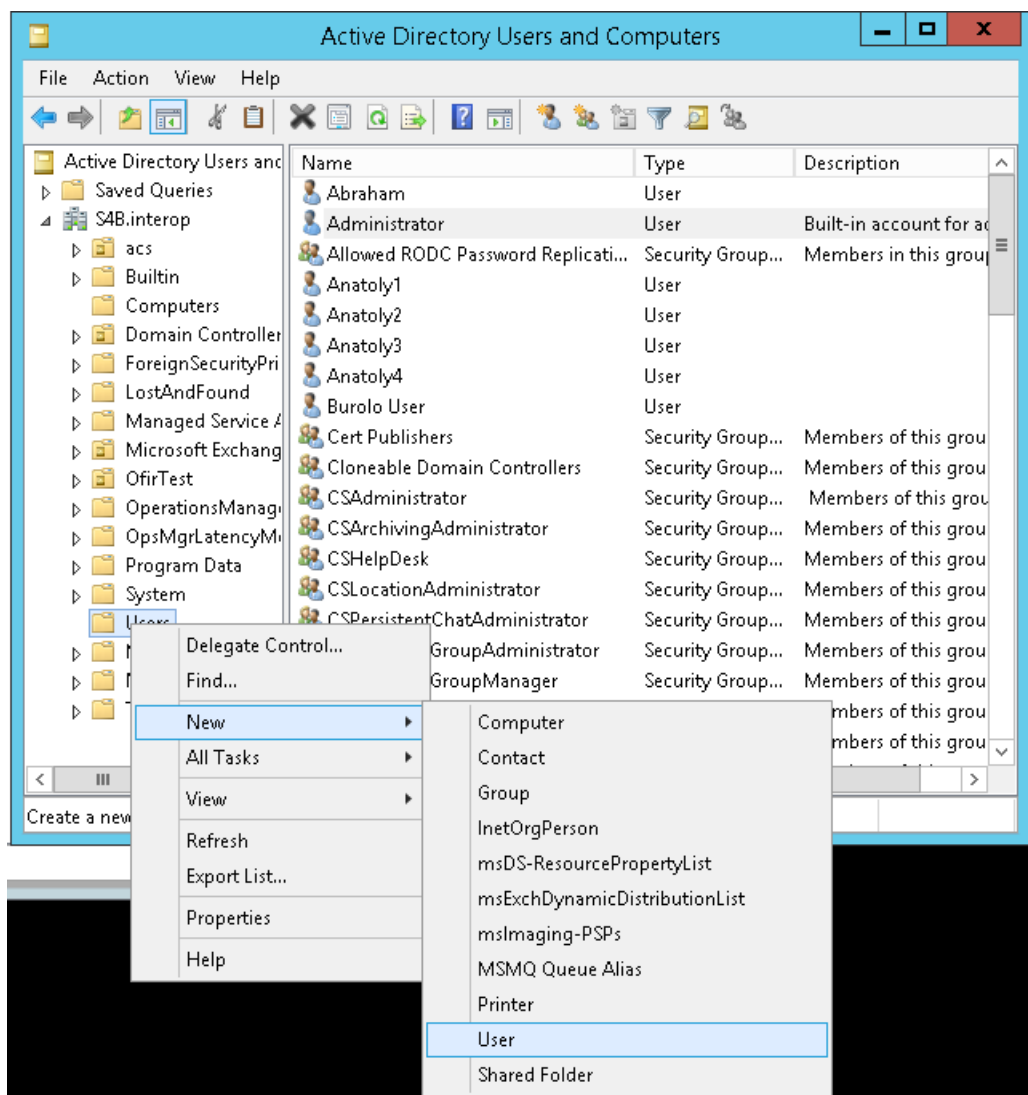 Active Directory Users and Computers
File Action View Help
Active Directory Users and
Saved Queries
S4B.interop
acs
Builtin
Computers
Domain Controller
ForeignSecurityPri
LostAndFound
Managed Service A
Microsoft Exchang
OfirTest
OperationsManag
OpsMgrLatencyM
Program Data
System
Users
Name Type Description
Abraham User
Administrator User Built-in account for ad
Allowed RODC Password Replicati... Security Group... Members in this group
Anatoly1 User
Anatoly2 User
Anatoly3 User
Anatoly4 User
Burolo User User
Cert Publishers Security Group... Members of this grou
Cloneable Domain Controllers Security Group... Members of this grou
CSAdministrator Security Group... Members of this grou
CSArchivingAdministrator Security Group... Members of this grou
CSHelpDesk Security Group... Members of this grou
CSLocationAdministrator Security Group... Members of this grou
CSPersistentChatAdministrator Security Group... Members of this grou
GroupAdministrator Security Group... Members of this grou
GroupManager Security Group... Members of this grou
mbers of this grou
mbers of this grou
Create a new
Delegate Control...
Find...
New
All Tasks
View
Refresh
Export List...
Properties
Help
Computer
Contact
Group
InetOrgPerson
msDS-ResourcePropertyList
msExchDynamicDistributionList
msImaging-PSPs
MSMQ Queue Alias
Printer
User
Shared Folder